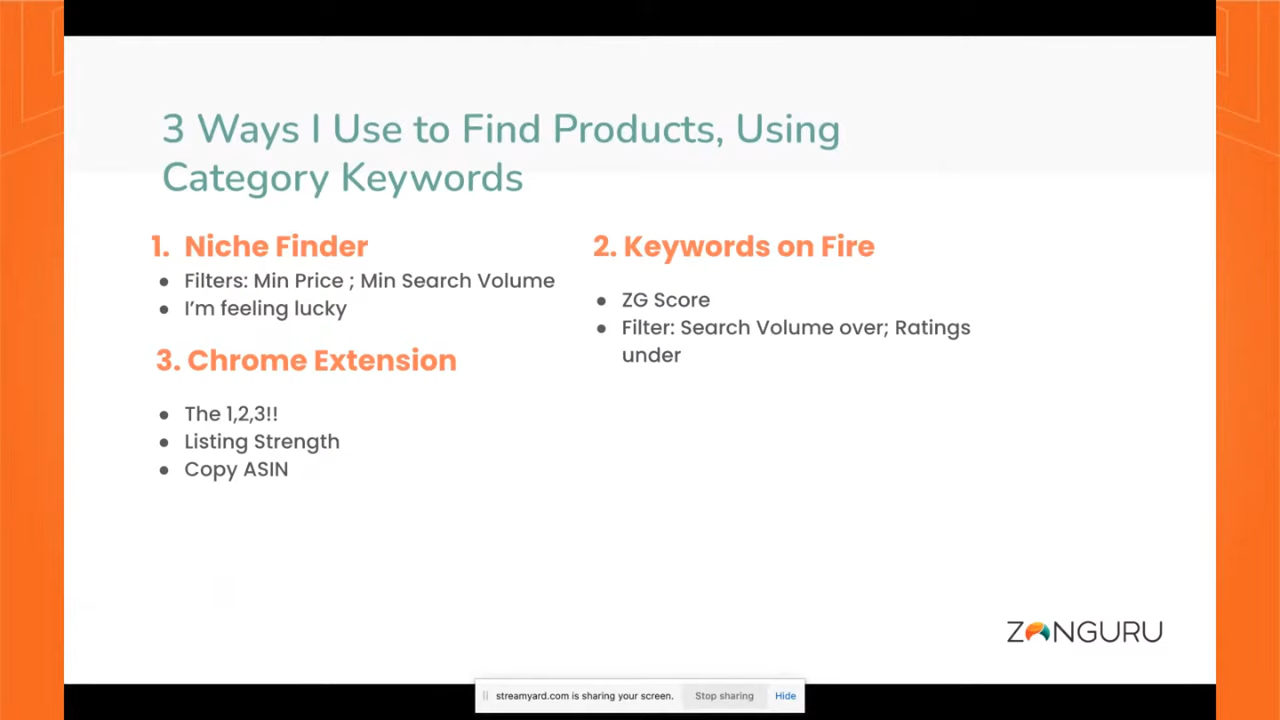 3 Ways I Use to Find Products, Using
Category Keywords
1. Niche Finder
● Filters: Min Price ; Min Search Volume
● I'm feeling lucky
2. Keywords on Fire
● ZG Score
● Filter: Search Volume over; Ratings
under
3. Chrome Extension
● The 1,2,3!!
● Listing Strength
● Copy ASIN
ZONGURU
streamyard.com is sharing your screen. Stop sharing Hide